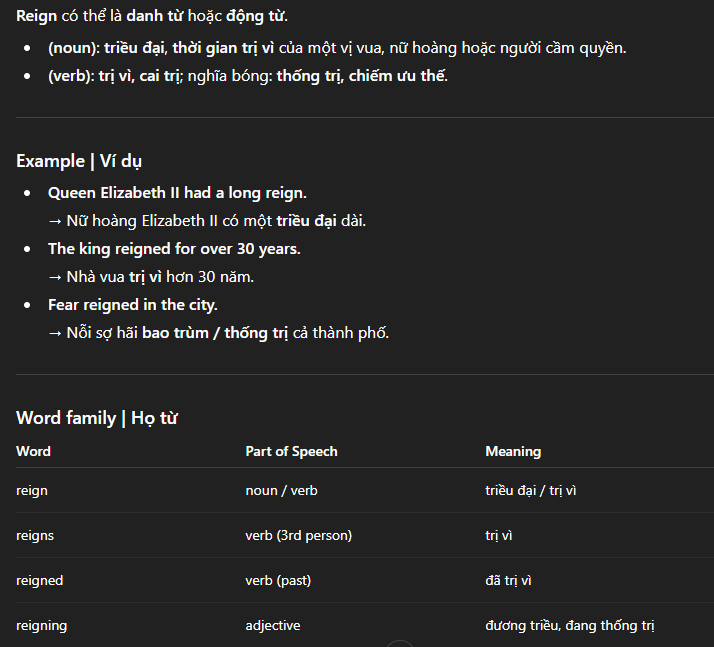 Reign có thể là danh từ hoặc động từ.
(noun): triều đại, thời gian trị vì của một vị vua, nữ hoàng hoặc người cầm quyền.
(verb): trị vì, cai trị; nghĩa bóng: thống trị, chiếm ưu thế.
Example | Ví dụ
Queen Elizabeth II had a long reign.
→ Nữ hoàng Elizabeth II có một triều đại dài.
The king reigned for over 30 years.
→ Nhà vua trị vì hơn 30 năm.
Fear reigned in the city.
→ Nỗi sợ hãi bao trùm / thống trị cả thành phố.
Word family | Họ từ
Word Part of Speech Meaning
reign noun / verb triều đại / trị vì
reigns verb (3rd person) trị vì
reigned verb (past) đã trị vì
reigning adjective đương triều, đang thống trị